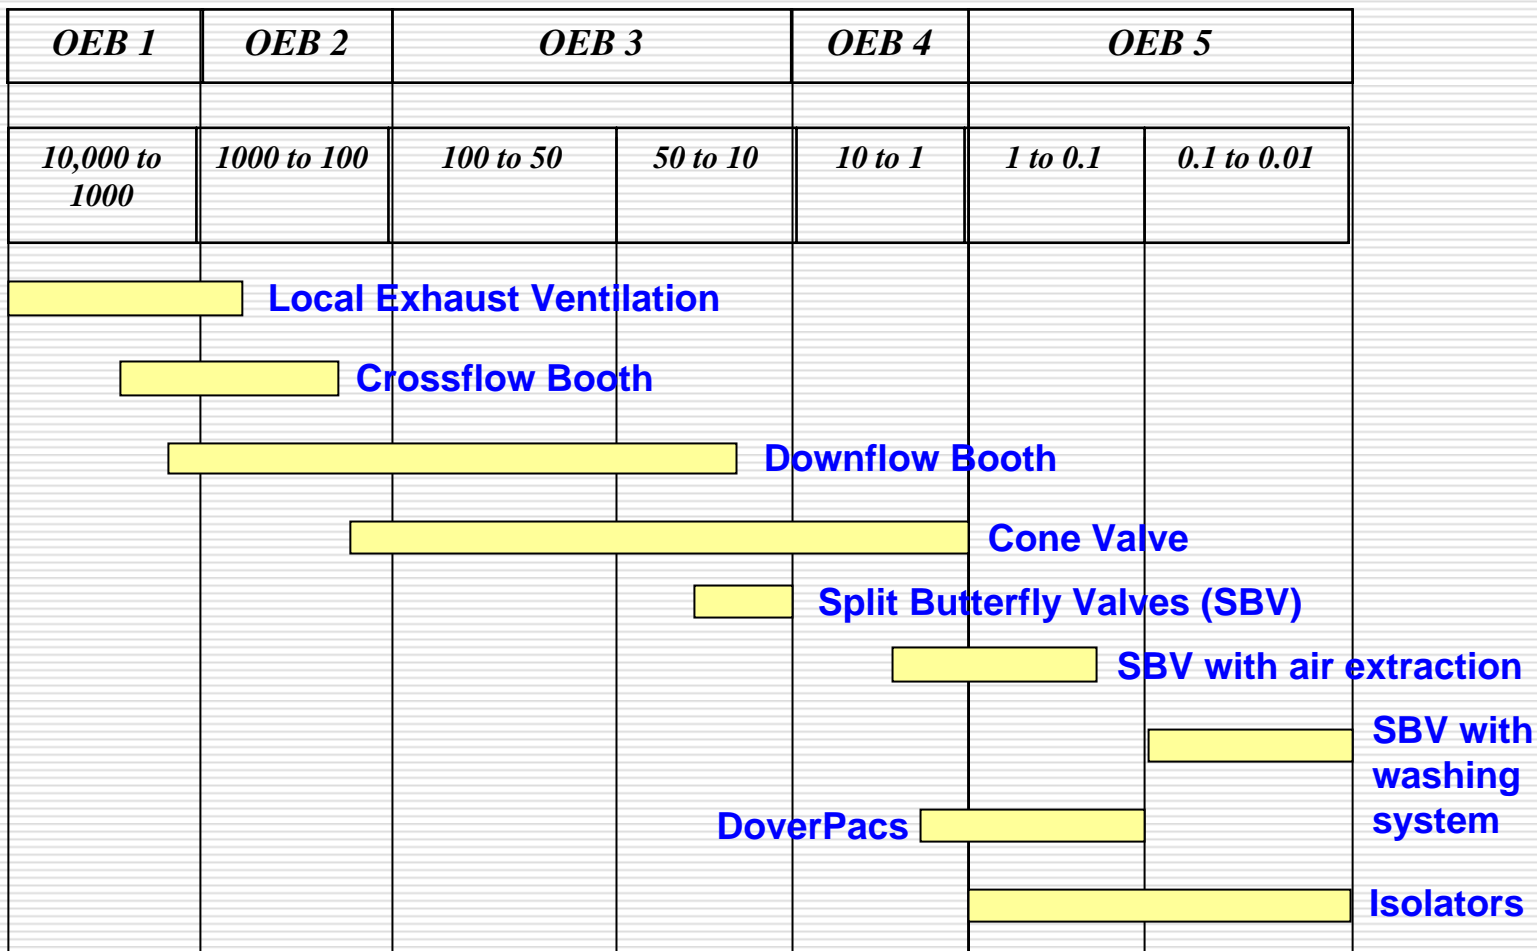 OEB 1
OEB 2
OEB 3
OEB 4
OEB 5
10,000 to
1000
1000 to 100
100 to 50
50 to 10
10 to 1
1 to 0.1
0.1 to 0.01
Local Exhaust Ventilation
Crossflow Booth
Downflow Booth
Cone Valve
Split Butterfly Valves (SBV)
SBV with air extraction
SBV with
washing
system
DoverPacs
Isolators